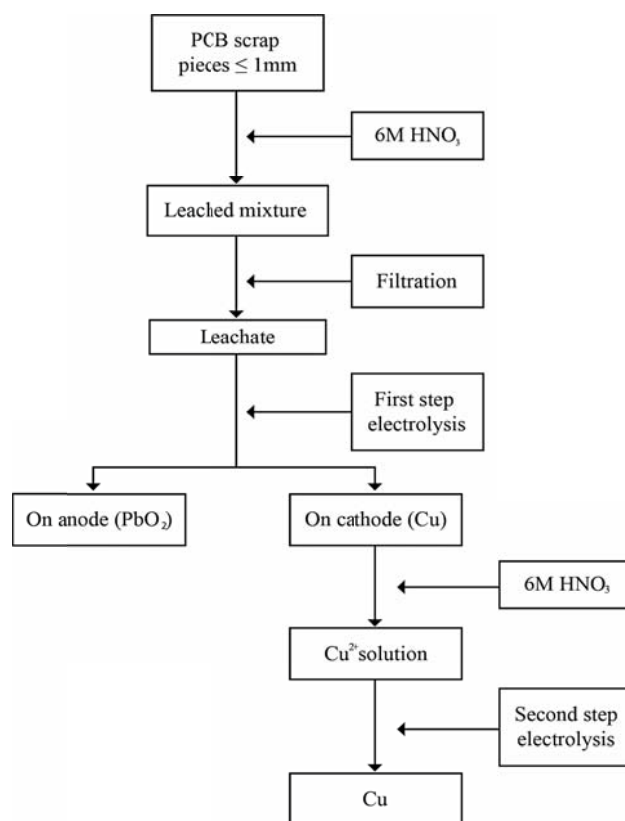 PCB scrap
pieces ≤ 1mm
6M HNO₃
Leached mixture
Filtration
Leachate
First step
electrolysis
On anode (PbO₂)
On cathode (Cu)
6M HNO₃
Cu²⁺ solution
Second step
electrolysis
Cu